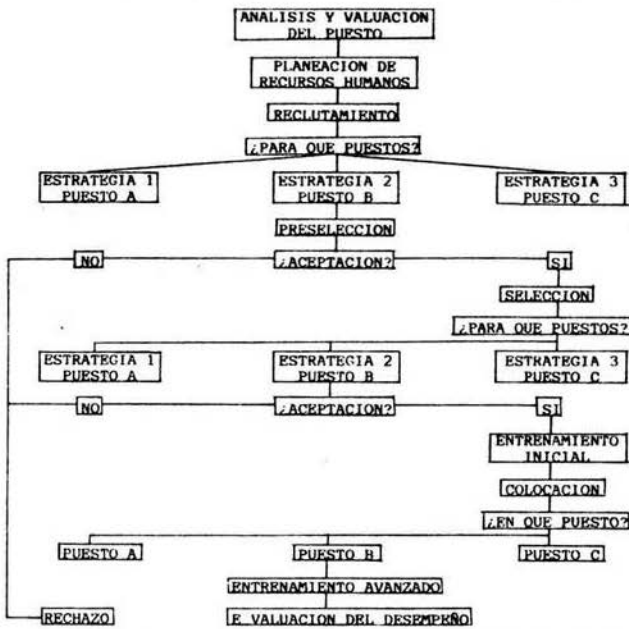 ANALISIS Y VALUACION
DEL PUESTO
PLANEACION DE
RECURSOS HUMANOS
RECLUTAMIENTO
¿PARA QUE PUESTOS?
ESTRATEGIA 1
PUESTO A
ESTRATEGIA 2
PUESTO B
ESTRATEGIA 3
PUESTO C
PRESELECCION
NO
¿ACEPTACION?
SI
SELECCION
¿PARA QUE PUESTOS?
ESTRATEGIA 1
PUESTO A
ESTRATEGIA 2
PUESTO B
ESTRATEGIA 3
PUESTO C
NO
¿ACEPTACION?
SI
ENTRENAMIENTO
INICIAL
COLOCACION
¿EN QUE PUESTO?
PUESTO A
PUESTO B
PUESTO C
ENTRENAMIENTO AVANZADO
RECHAZO
E VALUACION DEL DESEMPEÑO